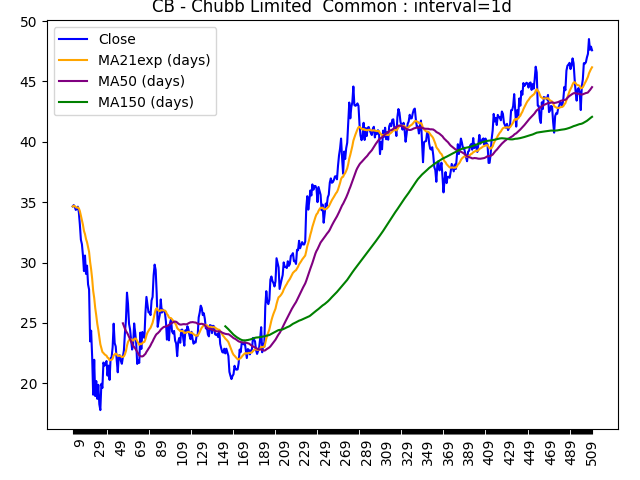 CB - Chubb Limited  Common : interval=1d
50
45
40
35
30
25
20
Close
MA21exp (days)
MA50 (days)
MA150 (days)
9 29 49 69 89 109 129 149 169 189 209 229 249 269 289 309 329 349 369 389 409 429 449 469 489 509